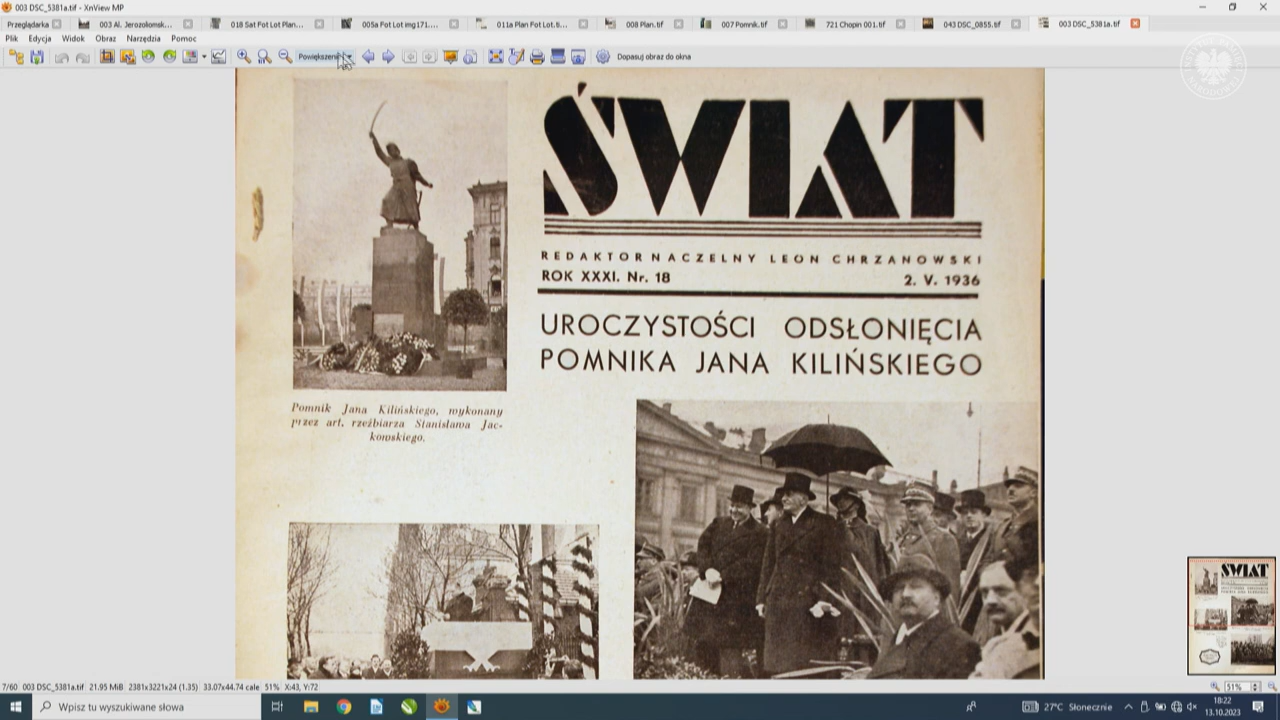 003 DSC_5381a.tif - XnView MP
Przeglądarka
003 Al. Jerozolimsk...
018 Sat Fot Lot Plan...
005a Fot Lot img171....
011a Plan Fot Lot.ti...
008 Plan.tif
007 Pomnik.tif
721 Chopin 001.tif
043 DSC_0855.tif
003 DSC_5381a.tif
Plik Edycja Widok Obraz Narzędzia Pomoc
Dopasuj obraz do okna
ŚWIAT
REDAKTOR NACZELNY LEON CHRZANOWSKI
ROK XXXI. Nr. 18 2. V. 1936
UROCZYSTOŚCI ODSŁONIĘCIA
POMNIKA JANA KILIŃSKIEGO
Pomnik Jana Kilińskiego, wykonany
przez art. rzeźbiarza Stanisława Jac-
kowskiego.
7/60 003 DSC_5381a.tif 21.95 MiB 2381x3221x24 (1.35) 33.07x44.74 cale 51% X:43, Y:72
51%
Wpisz tu wyszukiwane słowa
27°C Słonecznie
18:22
13.10.2023